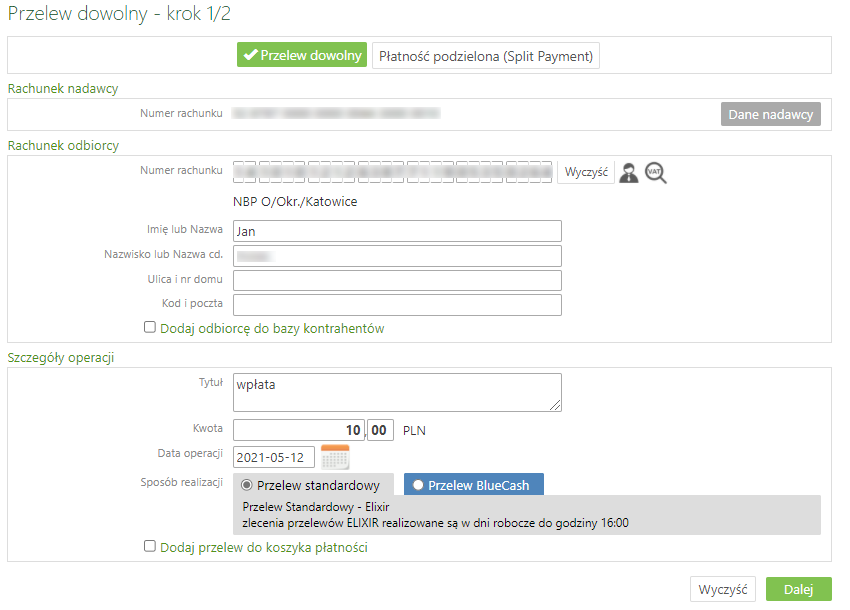 Przelew dowolny - krok 1/2
Przelew dowolny Płatność podzielona (Split Payment)
Rachunek nadawcy
Numer rachunku Dane nadawcy
Rachunek odbiorcy
Numer rachunku Wyczyść VAT
NBP O/Okr./Katowice
Imię lub Nazwa Jan
Nazwisko lub Nazwa cd.
Ulica i nr domu
Kod i poczta
Dodaj odbiorcę do bazy kontrahentów
Szczegóły operacji
Tytuł wpłata
Kwota 10,00 PLN
Data operacji 2021-05-12
Sposób realizacji Przelew standardowy Przelew BlueCash
Przelew Standardowy - Elixir
zlecenia przelewów ELIXIR realizowane są w dni robocze do godziny 16:00
Dodaj przelew do koszyka płatności
Wyczyść Dalej